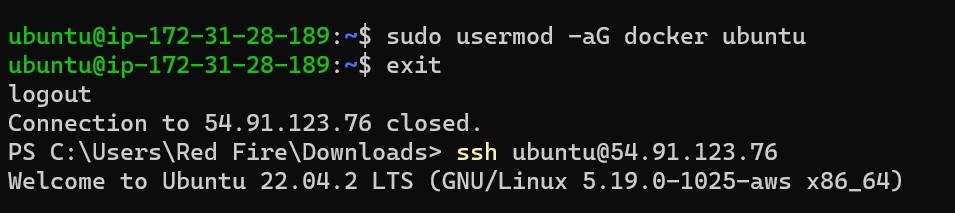 ubuntu@ip-172-31-28-189:~$ sudo usermod -aG docker ubuntu
ubuntu@ip-172-31-28-189:~$ exit
logout
Connection to 54.91.123.76 closed.
PS C:\Users\Red Fire\Downloads> ssh ubuntu@54.91.123.76
Welcome to Ubuntu 22.04.2 LTS (GNU/Linux 5.19.0-1025-aws x86_64)